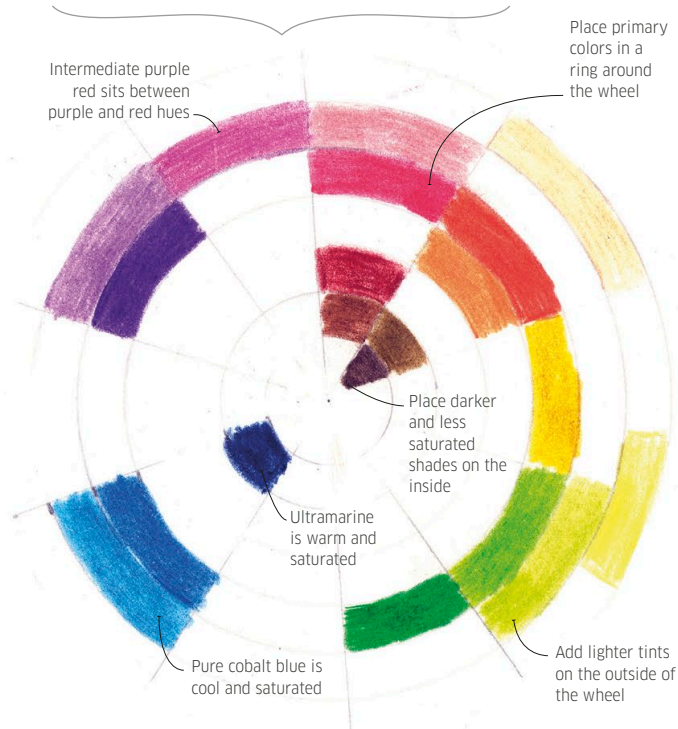 Place primary
colors in a
ring around
the wheel
Intermediate purple
red sits between
purple and red hues
Place darker
and less
saturated
shades on the
inside
Ultramarine
is warm and
saturated
Pure cobalt blue is
cool and saturated
Add lighter tints
on the outside of
the wheel